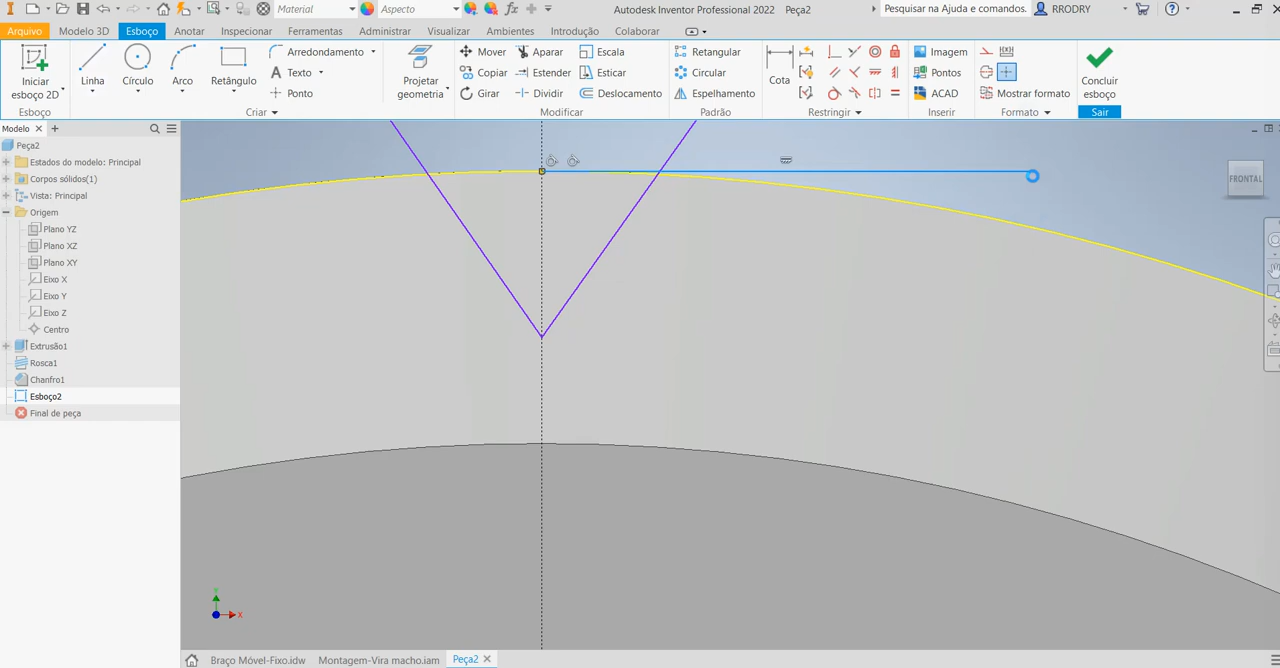 Material Aspecto fx Autodesk Inventor Professional 2022 Peça2 Pesquisar na Ajuda e comandos. RRODRY
Arquivo Modelo 3D Esboço Anotar Inspecionar Ferramentas Administrar Visualizar Ambientes Introdução Colaborar
Iniciar
esboço 2D
Esboço
Linha
Círculo
Arco
Retângulo
Arredondamento
Texto
Ponto
Criar
Projetar
geometria
Mover
Copiar
Girar
Aparar
Estender
Dividir
Escala
Esticar
Deslocamento
Modificar
Retangular
Circular
Espelhamento
Padrão
Cota
Restringir
Imagem
Pontos
ACAD
Inserir
Mostrar formato
Formato
Concluir
esboço
Sair
Modelo
Peça2
Estados do modelo: Principal
Corpos sólidos(1)
Vista: Principal
Origem
Plano YZ
Plano XZ
Plano XY
Eixo X
Eixo Y
Eixo Z
Centro
Extrusão1
Rosca1
Chanfro1
Esboço2
Final de peça
FRONTAL
X
Braço Móvel-Fixo.idw Montagem-Vira macho.iam Peça2